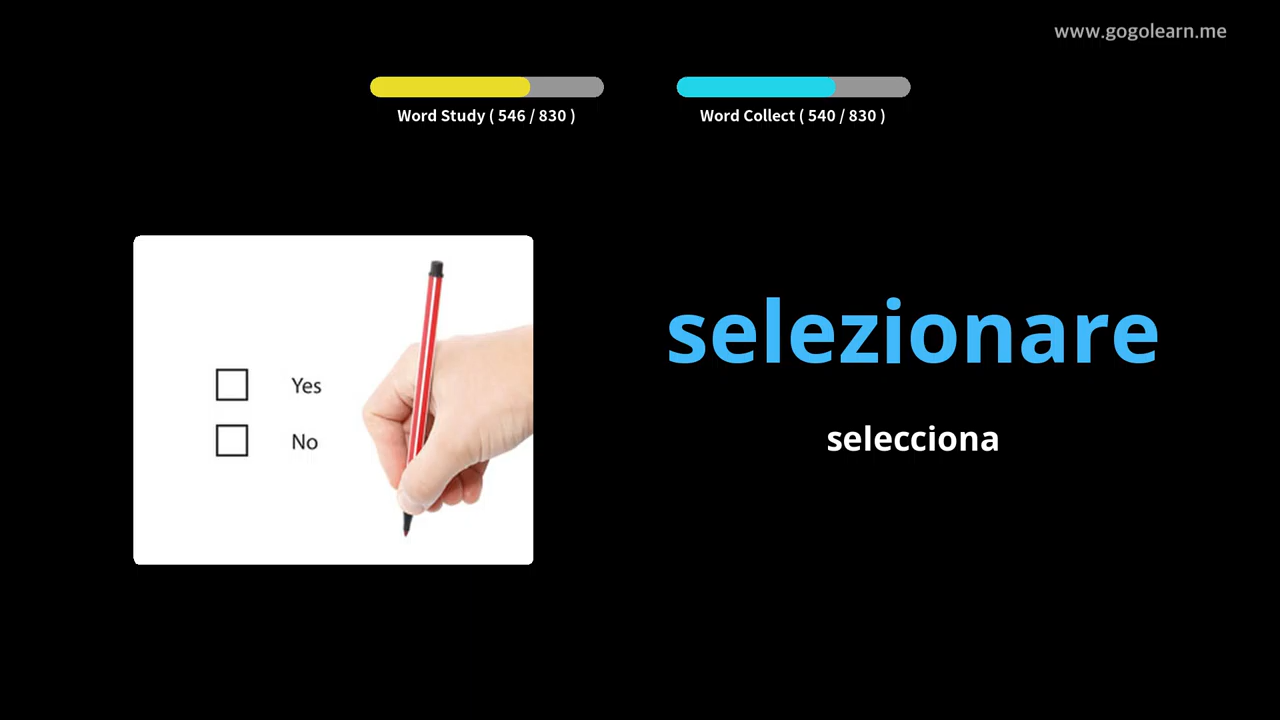 www.gogolearn.me
Word Study ( 546 / 830 )
Word Collect ( 540 / 830 )
Yes
No
selezionare
selecciona